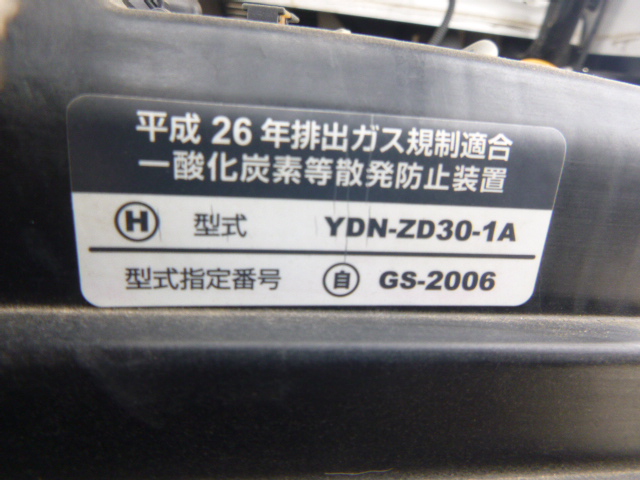 平成 26 年排出ガス規制適合
一酸化炭素等散発防止装置
Ⓗ 型式 YDN-ZD30-1A
型式指定番号 自 GS-2006